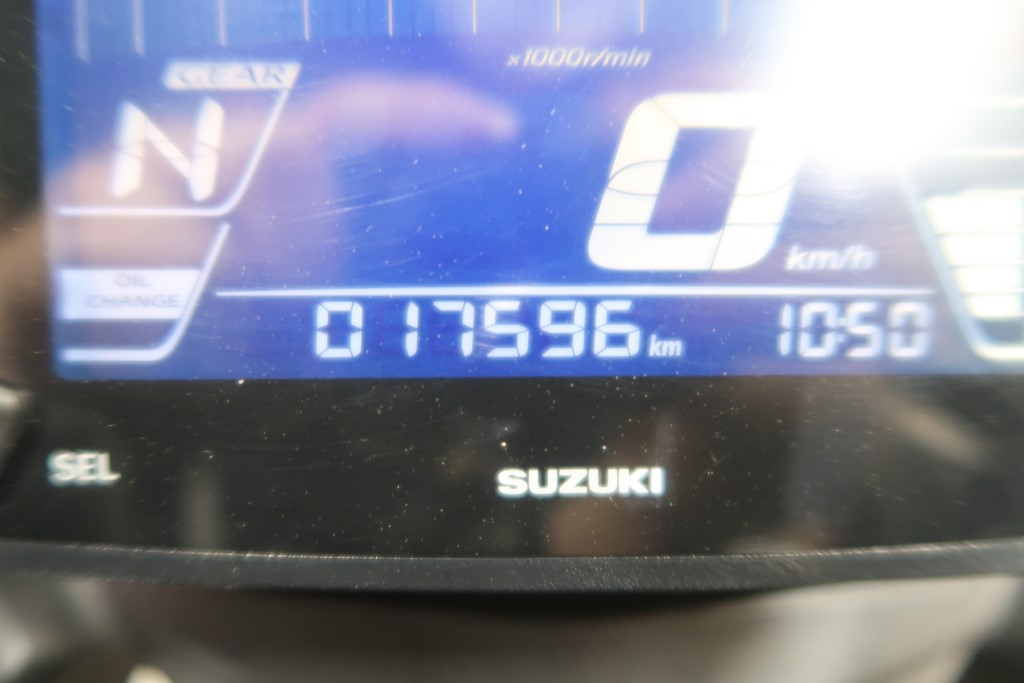 x1000r/min
GEAR
N
0
km/h
OIL
CHANGE
017596 km
10:50
SEL
SUZUKI